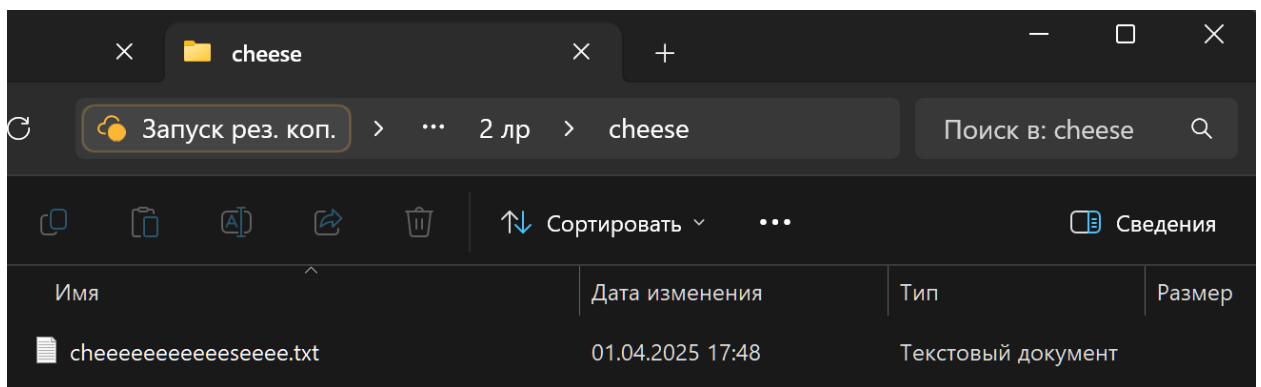 cheese
Запуск рез. коп. > ... 2 лр > cheese Поиск в: cheese
Сортировать ... Сведения
Имя Дата изменения Тип Размер
cheeeeeeeeeeeseeee.txt 01.04.2025 17:48 Текстовый документ